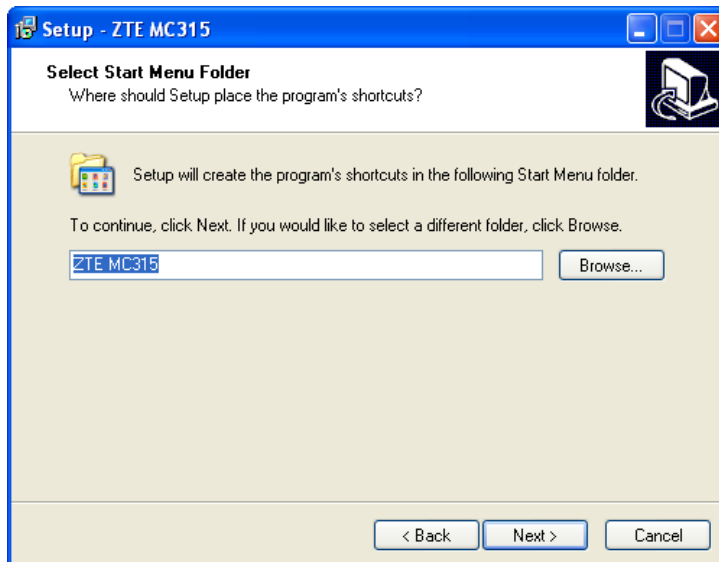 Setup - ZTE MC315
Select Start Menu Folder
Where should Setup place the program's shortcuts?
Setup will create the program's shortcuts in the following Start Menu folder.
To continue, click Next. If you would like to select a different folder, click Browse.
ZTE MC315
Browse...
< Back
Next >
Cancel